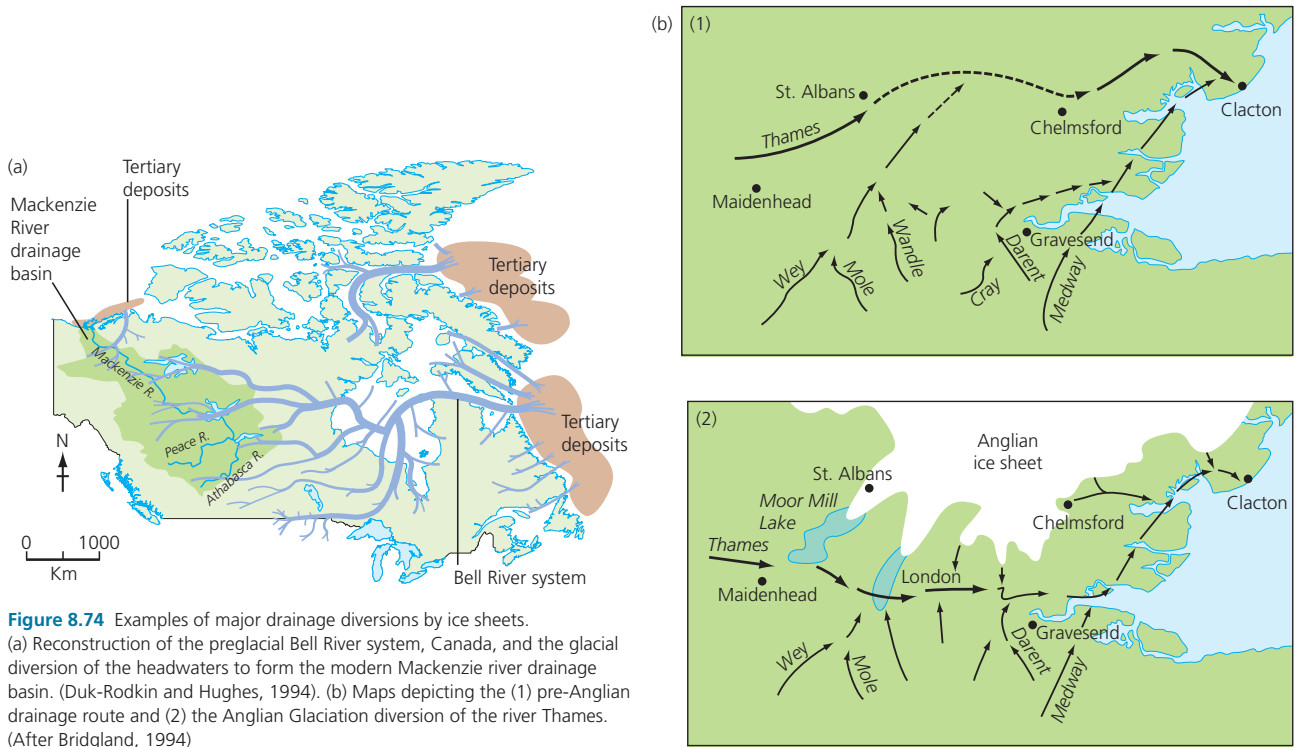 (a)
Tertiary
deposits
Mackenzie
River
drainage
basin
Tertiary
deposits
Mackenzie R.
Peace R.
Athabasca R.
Tertiary
deposits
N
0 1000
Km
Bell River system
Figure 8.74 Examples of major drainage diversions by ice sheets.
(a) Reconstruction of the preglacial Bell River system, Canada, and the glacial
diversion of the headwaters to form the modern Mackenzie river drainage
basin. (Duk-Rodkin and Hughes, 1994). (b) Maps depicting the (1) pre-Anglian
drainage route and (2) the Anglian Glaciation diversion of the river Thames.
(After Bridgland, 1994)
(b)
(1)
St. Albans
Thames
Chelmsford
Clacton
Maidenhead
Wey
Mole
Wandle
Cray
Darent
Gravesend
Medway
(2)
Anglian
ice sheet
St. Albans
Moor Mill
Lake
Chelmsford
Clacton
Thames
Maidenhead
London
Wey
Mole
Darent
Gravesend
Medway